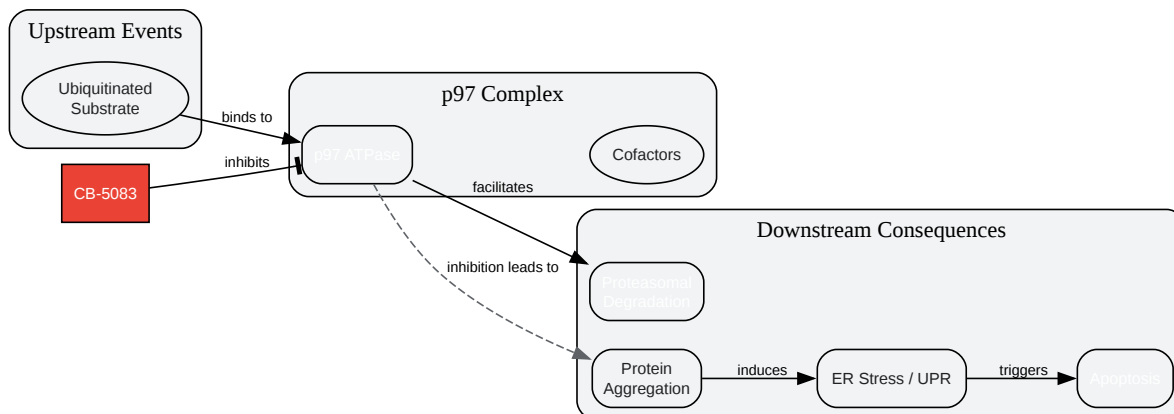 Upstream Events
Ubiquitinated
Substrate
binds to
CB-5083
inhibits
p97 Complex
p97 ATPase
Cofactors
facilitates
inhibition leads to
Downstream Consequences
Proteasomal
Degradation
Protein
Aggregation
induces
ER Stress / UPR
triggers
Apoptosis